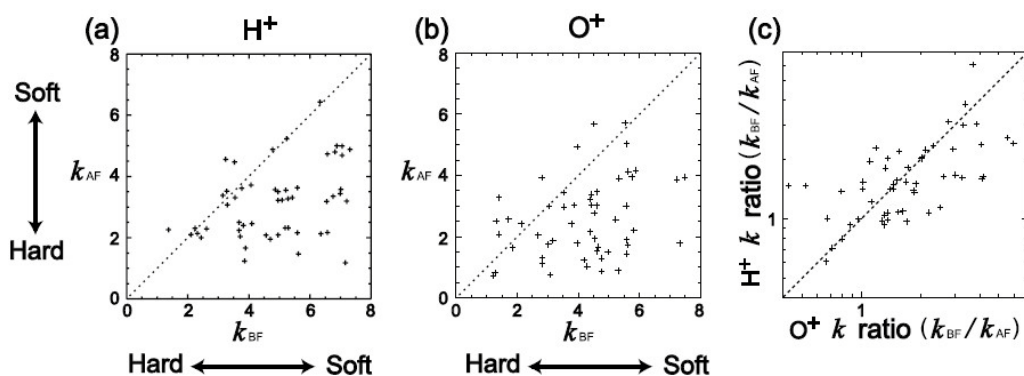 (a) H+
(b) O+
(c)
Soft
Hard
8
6
4
2
0
kAF
0 2 4 6 8
kBF
Hard Soft
8
6
4
2
0
kAF
0 2 4 6 8
kBF
Hard Soft
H+ k ratio (kBF/kAF)
1
1
O+ k ratio (kBF/kAF)